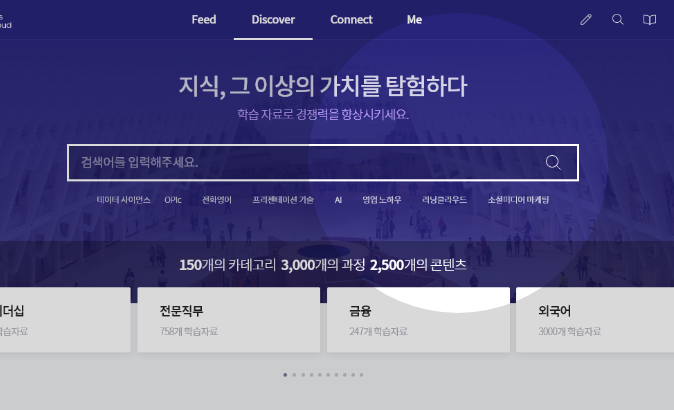 Feed Discover Connect Me
지식, 그 이상의 가치를 탐험하다
학습 자료로 경쟁력을 향상시키세요.
검색어를 입력해주세요.
데이터 사이언스 OPIc 전화영어 프리젠테이션 기술 AI 영업 노하우 러닝클라우드 소셜미디어 마케팅
150개의 카테고리 3,000개의 과정 2,500개의 콘텐츠
더십 전문직무 금융 외국어
학습자료 758개 학습자료 247개 학습자료 3000개 학습자료